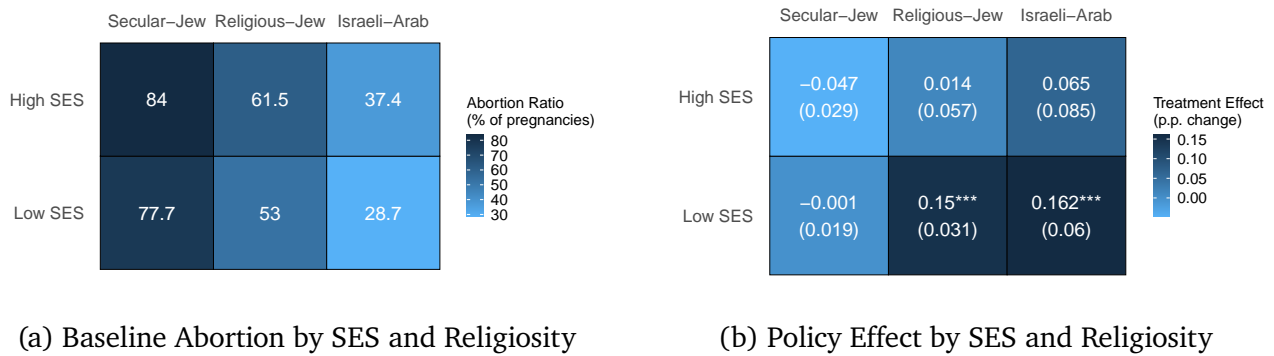 Secular−Jew Religious−Jew Israeli−Arab
High SES
84 61.5 37.4
Low SES
77.7 53 28.7
Abortion Ratio
(% of pregnancies)
80
70
60
50
40
30
(a) Baseline Abortion by SES and Religiosity
Secular−Jew Religious−Jew Israeli−Arab
High SES
−0.047 0.014 0.065
(0.029) (0.057) (0.085)
Low SES
−0.001 0.15*** 0.162***
(0.019) (0.031) (0.06)
Treatment Effect
(p.p. change)
0.15
0.10
0.05
0.00
(b) Policy Effect by SES and Religiosity